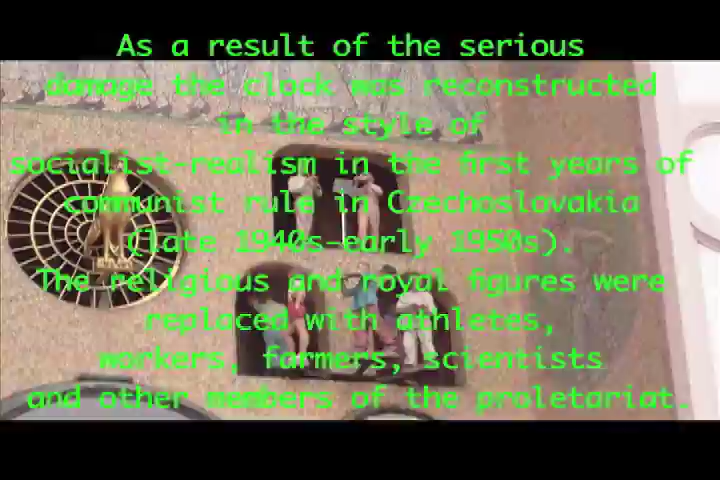 As a result of the serious
damage the clock was reconstructed
in the style of
socialist-realism in the first years of
communist rule in Czechoslovakia
(late 1940s-early 1950s).
The religious and royal figures were
replaced with athletes,
workers, farmers, scientists
and other members of the proletariat.